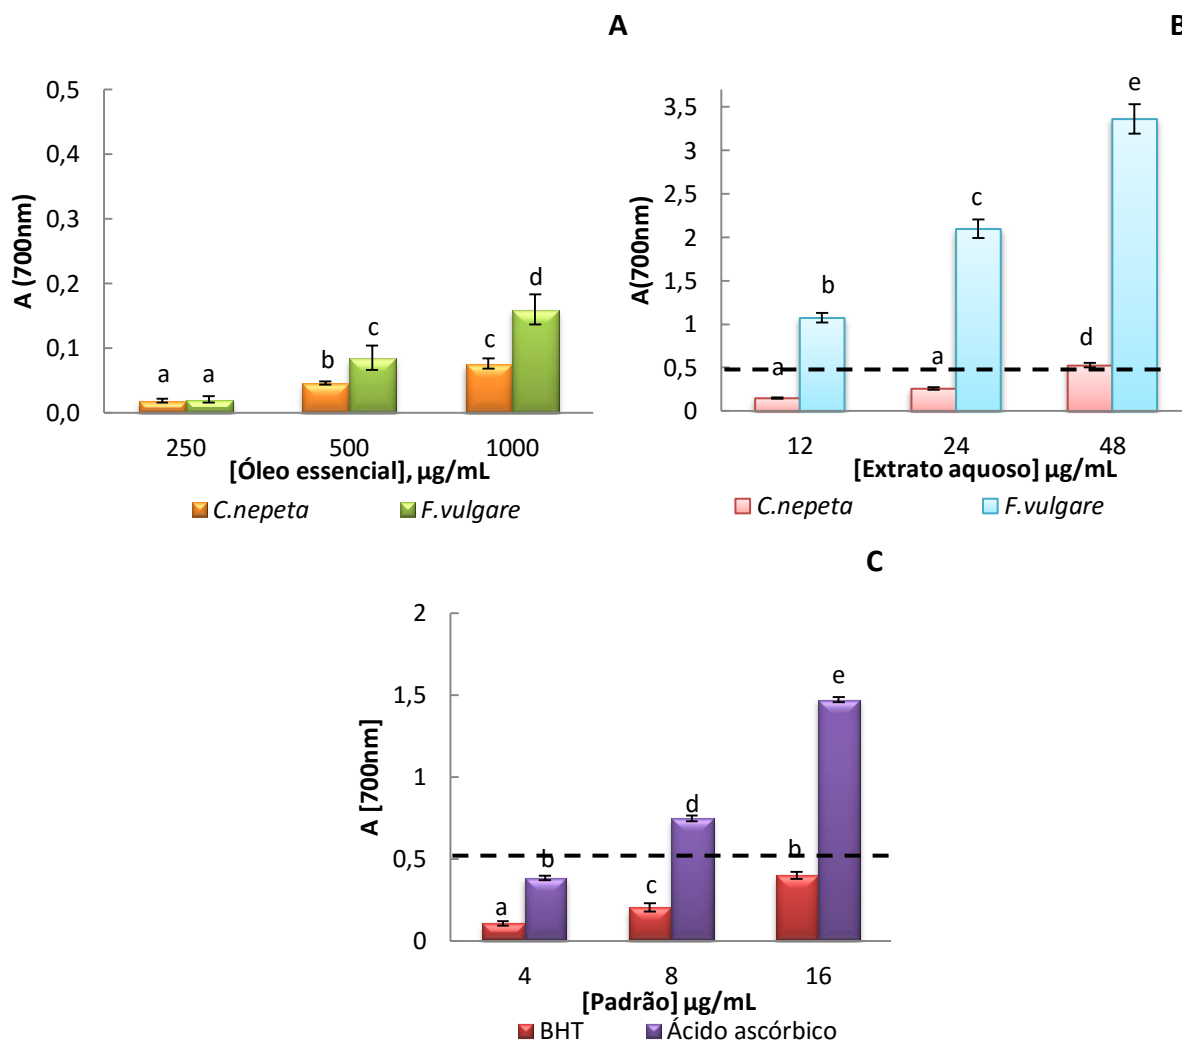 A
0,5
0,4
0,3
0,2
0,1
0,0
A (700nm)
a a b c c d
250 500 1000
[Óleo essencial], µg/mL
C.nepeta F.vulgare
B
3,5
3
2,5
2
1,5
1
0,5
0
A(700nm)
a b a c d e
12 24 48
[Extrato aquoso] µg/mL
C.nepeta F.vulgare
C
2
1,5
1
0,5
0
A [700nm]
a b c d b e
4 8 16
[Padrão] µg/mL
BHT Ácido ascórbico